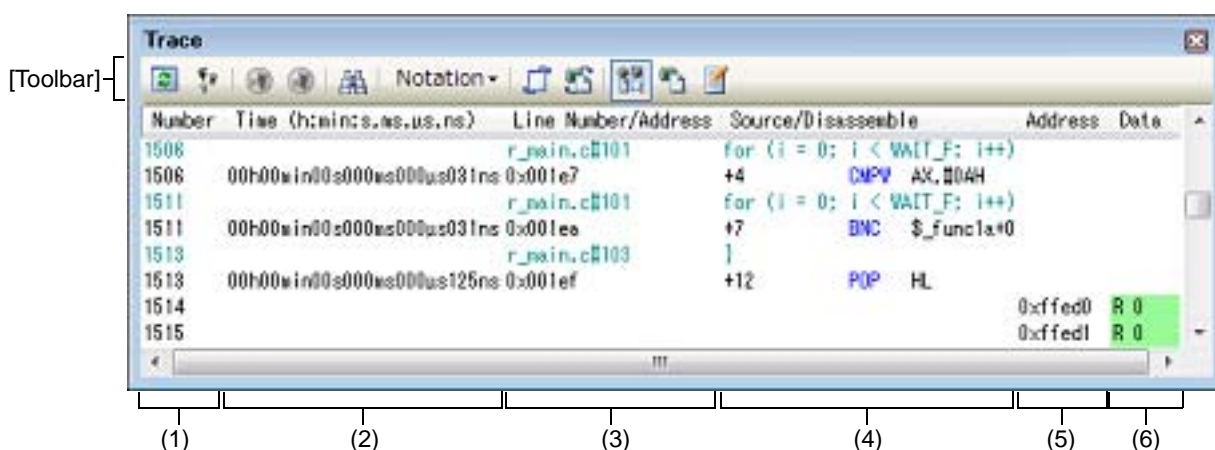 Trace
[Toolbar]
Notation
Number Time (h:min:s.ms.µs.ns) Line Number/Address Source/Disassemble Address Data
1506 r_main.c#101 for (i = 0; i < WAIT_F; i++)
1506 00h00min00s000ms000µs031ns 0x001e7 +4 CMPW AX,#0AH
1511 r_main.c#101 for (i = 0; i < WAIT_F; i++)
1511 00h00min00s000ms000µs031ns 0x001ea +7 BNC $_func1a+0
1513 r_main.c#103 }
1513 00h00min00s000ms000µs125ns 0x001ef +12 POP HL
1514 0xffed0 R 0
1515 0xffed1 R 0
(1) (2) (3) (4) (5) (6)